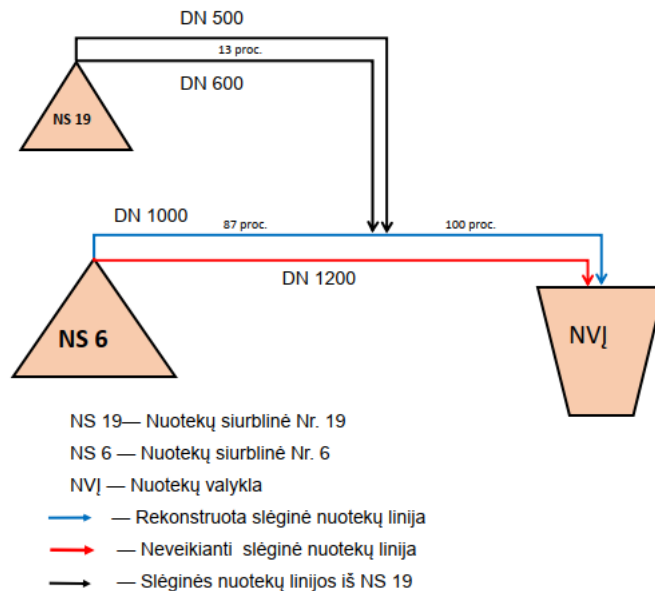 DN 500
13 proc.
DN 600
NS 19
DN 1000
87 proc.
100 proc.
DN 1200
NS 6
NVĮ
NS 19— Nuotekų siurblinė Nr. 19
NS 6 — Nuotekų siurblinė Nr. 6
NVĮ — Nuotekų valykla
— Rekonstruota slėginė nuotekų linija
— Neveikianti slėginė nuotekų linija
— Slėginės nuotekų linijos iš NS 19